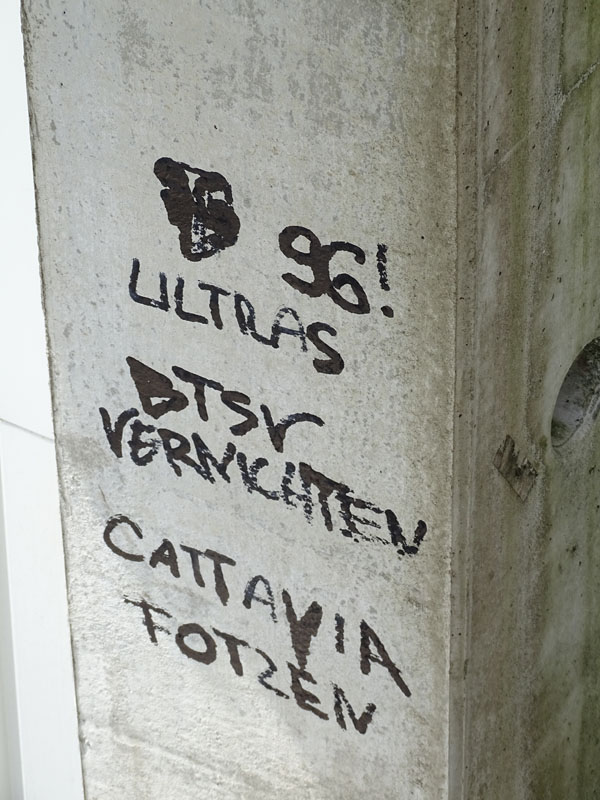 96!
ULTRAS
BTSV
VERNICHTEN
CATTAVIA
FOTZEN